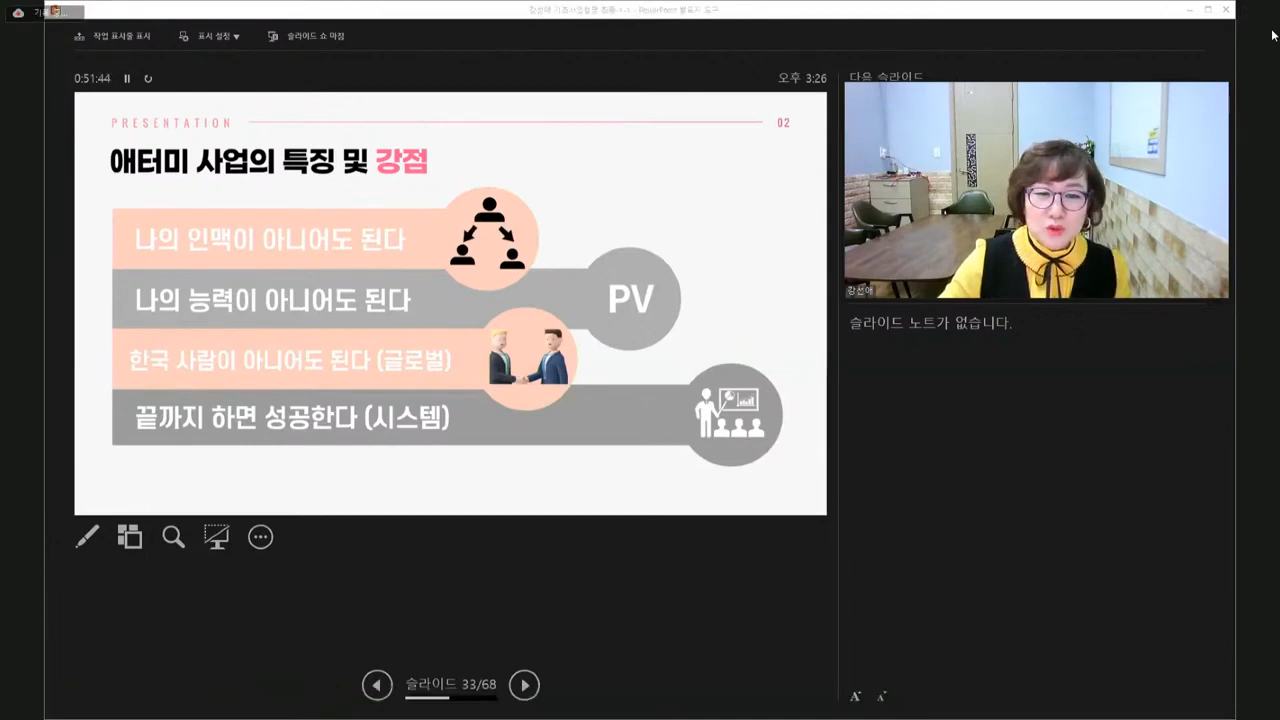 작업 표시줄 표시
표시 설정 ▼
슬라이드 쇼 마침
0:51:44
오후 3:26
다음 슬라이드
PRESENTATION
02
애터미 사업의 특징 및 강점
나의 인맥이 아니어도 된다
나의 능력이 아니어도 된다
PV
한국 사람이 아니어도 된다 (글로벌)
끝까지 하면 성공한다 (시스템)
강선애
슬라이드 노트가 없습니다.
슬라이드 33/68
A A